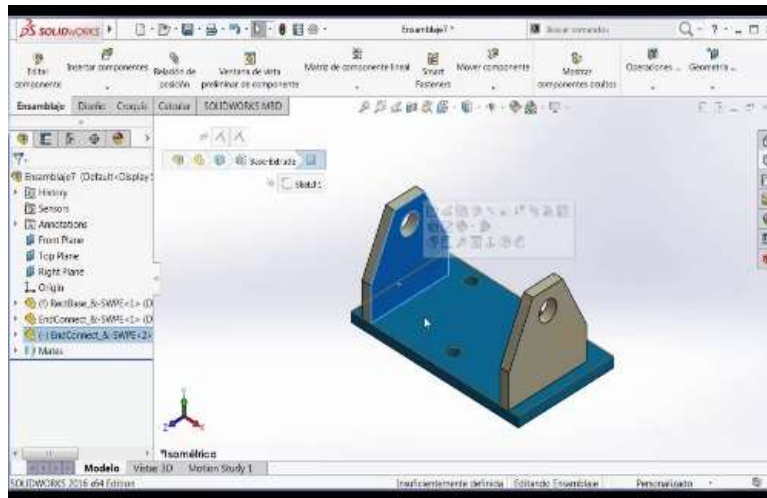 SOLIDWORKS
Ensamblaje7 *
Buscar comandos
Editar componente
Insertar componentes
Relación de posición
Ventana de vista preliminar de componente
Matriz de componente lineal
Smart Fasteners
Mover componente
Mostrar componentes ocultos
Operaciones ...
Geometría ...
Ensamblaje Diseño Croquis Calcular SOLIDWORKS MBD
Base-Extrude
Sketch1
Ensamblaje7 (Default<Display
History
Sensors
Annotations
Front Plane
Top Plane
Right Plane
Origin
(f) RectBase_&-SWPE<1> (D
EndConnect_&-SWPE<1> (D
(-) EndConnect_&-SWPE<2>
Mates
Y
Z X
*Isométrica
Modelo Vistas 3D Motion Study 1
SOLIDWORKS 2016 x64 Edition
Insuficientemente definida Editando Ensamblaje Personalizado